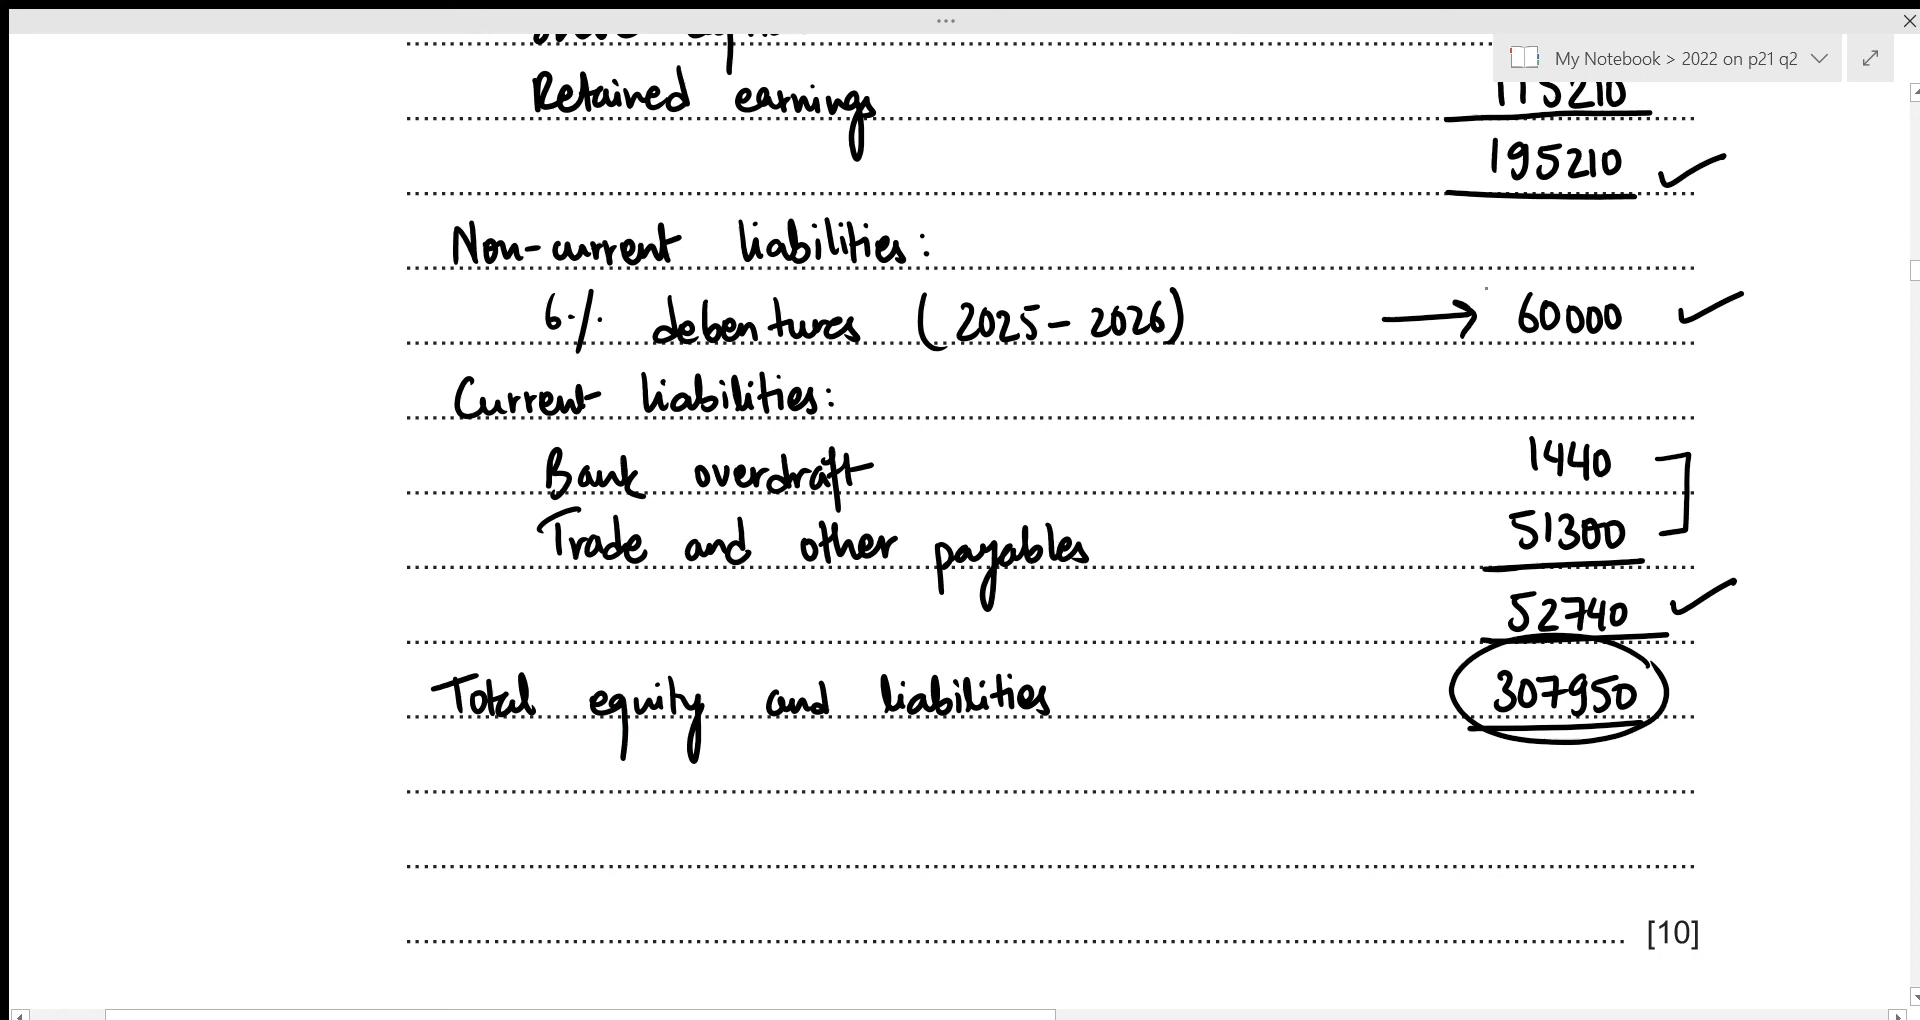 My Notebook > 2022 on p21 q2
Retained earnings 115210
195210
Non-current liabilities:
6% debentures (2025-2026) → 60000
Current liabilities:
Bank overdraft 1440
Trade and other payables 51300
52740
Total equity and liabilities 307950
[10]